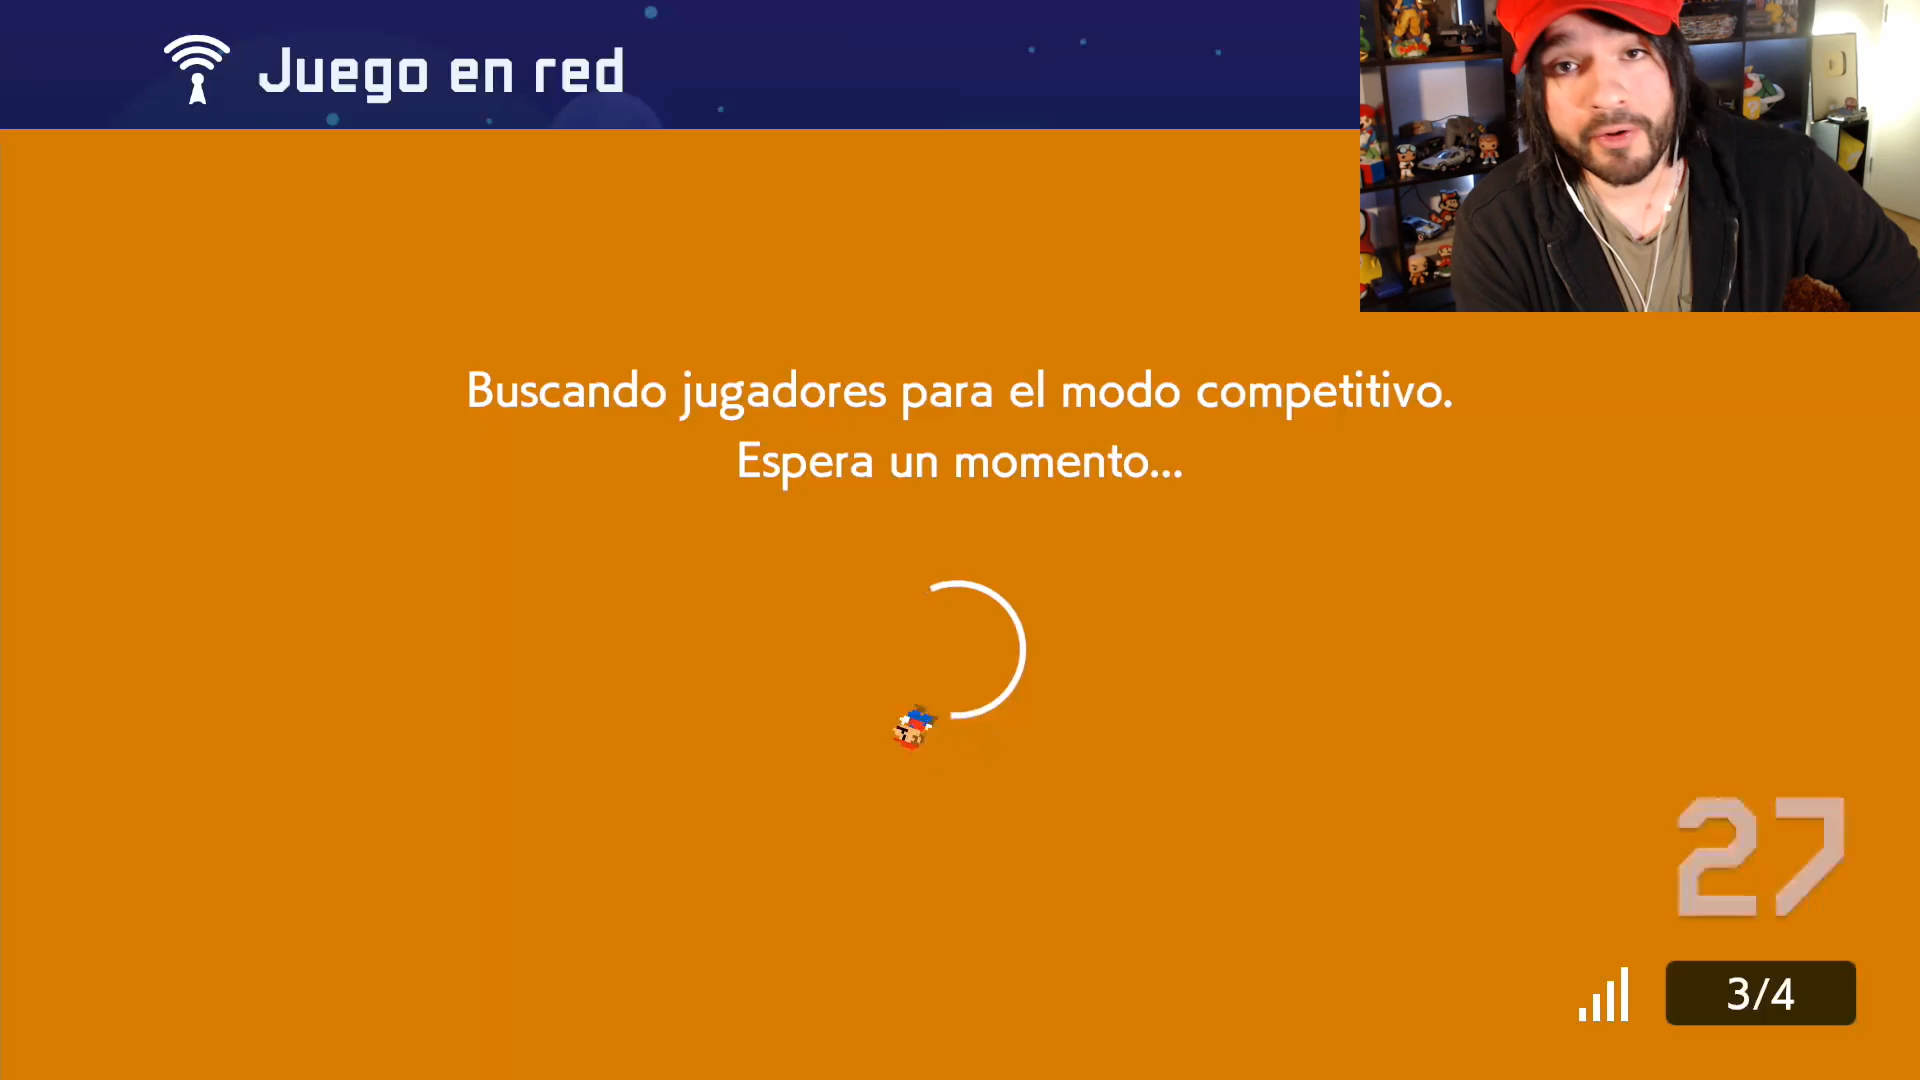 Juego en red
Buscando jugadores para el modo competitivo.
Espera un momento...
27
3/4